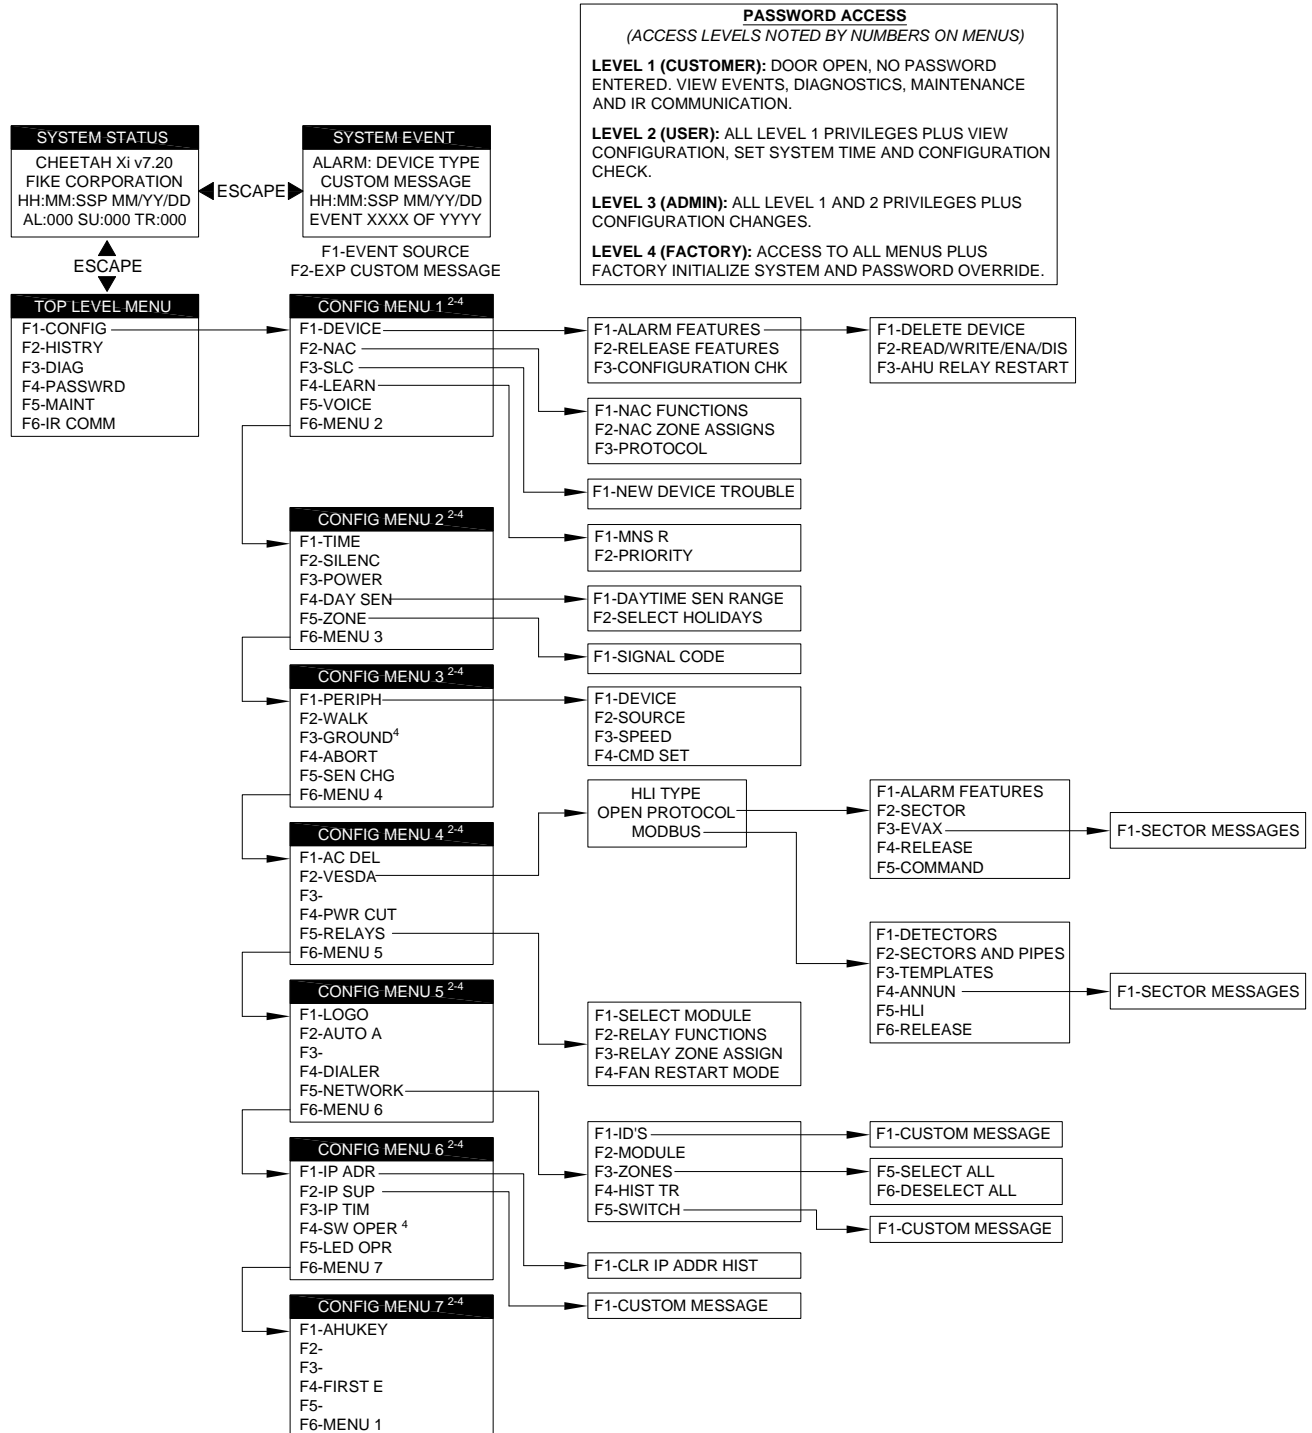 PASSWORD ACCESS
(ACCESS LEVELS NOTED BY NUMBERS ON MENUS)
LEVEL 1 (CUSTOMER): DOOR OPEN, NO PASSWORD
ENTERED. VIEW EVENTS, DIAGNOSTICS, MAINTENANCE
AND IR COMMUNICATION.
LEVEL 2 (USER): ALL LEVEL 1 PRIVILEGES PLUS VIEW
CONFIGURATION, SET SYSTEM TIME AND CONFIGURATION
CHECK.
LEVEL 3 (ADMIN): ALL LEVEL 1 AND 2 PRIVILEGES PLUS
CONFIGURATION CHANGES.
LEVEL 4 (FACTORY): ACCESS TO ALL MENUS PLUS
FACTORY INITIALIZE SYSTEM AND PASSWORD OVERRIDE.
SYSTEM STATUS
CHEETAH Xi v7.20
FIKE CORPORATION
HH:MM:SSP MM/YY/DD
AL:000 SU:000 TR:000
ESCAPE
SYSTEM EVENT
ALARM: DEVICE TYPE
CUSTOM MESSAGE
HH:MM:SSP MM/YY/DD
EVENT XXXX OF YYYY
F1-EVENT SOURCE
F2-EXP CUSTOM MESSAGE
ESCAPE
TOP LEVEL MENU
F1-CONFIG
F2-HISTRY
F3-DIAG
F4-PASSWRD
F5-MAINT
F6-IR COMM
CONFIG MENU 1 2-4
F1-DEVICE
F2-NAC
F3-SLC
F4-LEARN
F5-VOICE
F6-MENU 2
F1-ALARM FEATURES
F2-RELEASE FEATURES
F3-CONFIGURATION CHK
F1-DELETE DEVICE
F2-READ/WRITE/ENA/DIS
F3-AHU RELAY RESTART
F1-NAC FUNCTIONS
F2-NAC ZONE ASSIGNS
F3-PROTOCOL
F1-NEW DEVICE TROUBLE
F1-MNS R
F2-PRIORITY
CONFIG MENU 2 2-4
F1-TIME
F2-SILENC
F3-POWER
F4-DAY SEN
F5-ZONE
F6-MENU 3
F1-DAYTIME SEN RANGE
F2-SELECT HOLIDAYS
F1-SIGNAL CODE
CONFIG MENU 3 2-4
F1-PERIPH
F2-WALK
F3-GROUND4
F4-ABORT
F5-SEN CHG
F6-MENU 4
F1-DEVICE
F2-SOURCE
F3-SPEED
F4-CMD SET
CONFIG MENU 4 2-4
F1-AC DEL
F2-VESDA
F3-
F4-PWR CUT
F5-RELAYS
F6-MENU 5
HLI TYPE
OPEN PROTOCOL
MODBUS
F1-ALARM FEATURES
F2-SECTOR
F3-EVAX
F4-RELEASE
F5-COMMAND
F1-SECTOR MESSAGES
F1-DETECTORS
F2-SECTORS AND PIPES
F3-TEMPLATES
F4-ANNUN
F5-HLI
F6-RELEASE
F1-SECTOR MESSAGES
CONFIG MENU 5 2-4
F1-LOGO
F2-AUTO A
F3-
F4-DIALER
F5-NETWORK
F6-MENU 6
F1-SELECT MODULE
F2-RELAY FUNCTIONS
F3-RELAY ZONE ASSIGN
F4-FAN RESTART MODE
F1-ID'S
F2-MODULE
F3-ZONES
F4-HIST TR
F5-SWITCH
F1-CUSTOM MESSAGE
F5-SELECT ALL
F6-DESELECT ALL
F1-CUSTOM MESSAGE
CONFIG MENU 6 2-4
F1-IP ADR
F2-IP SUP
F3-IP TIM
F4-SW OPER 4
F5-LED OPR
F6-MENU 7
F1-CLR IP ADDR HIST
F1-CUSTOM MESSAGE
CONFIG MENU 7 2-4
F1-AHUKEY
F2-
F3-
F4-FIRST E
F5-
F6-MENU 1